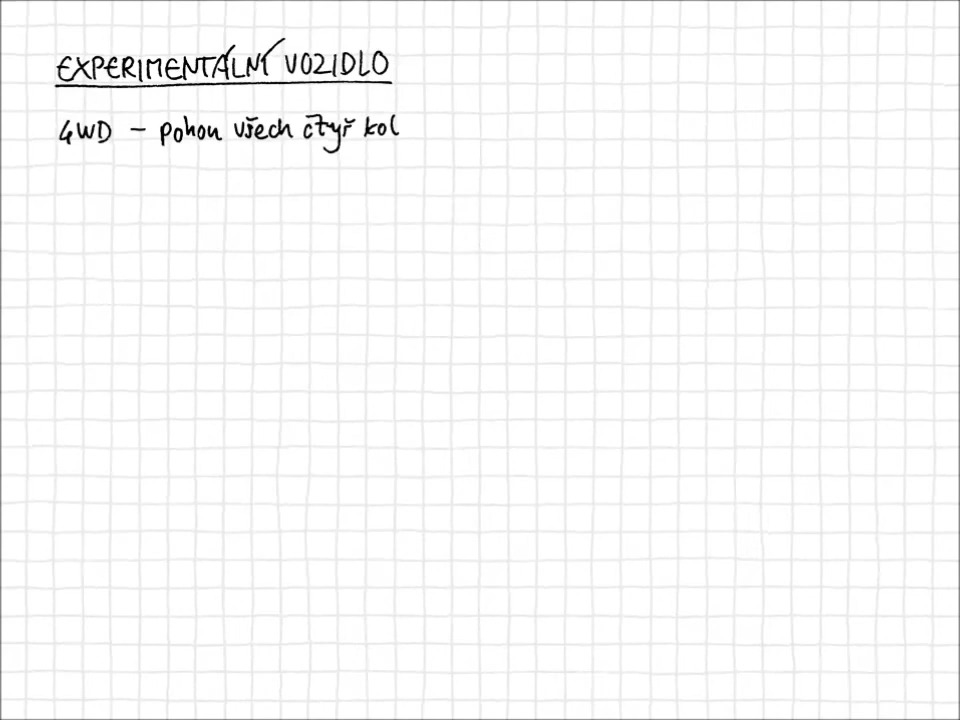 EXPERIMENTÁLNÍ VOZIDLO
4WD – pohon všech čtyř kol